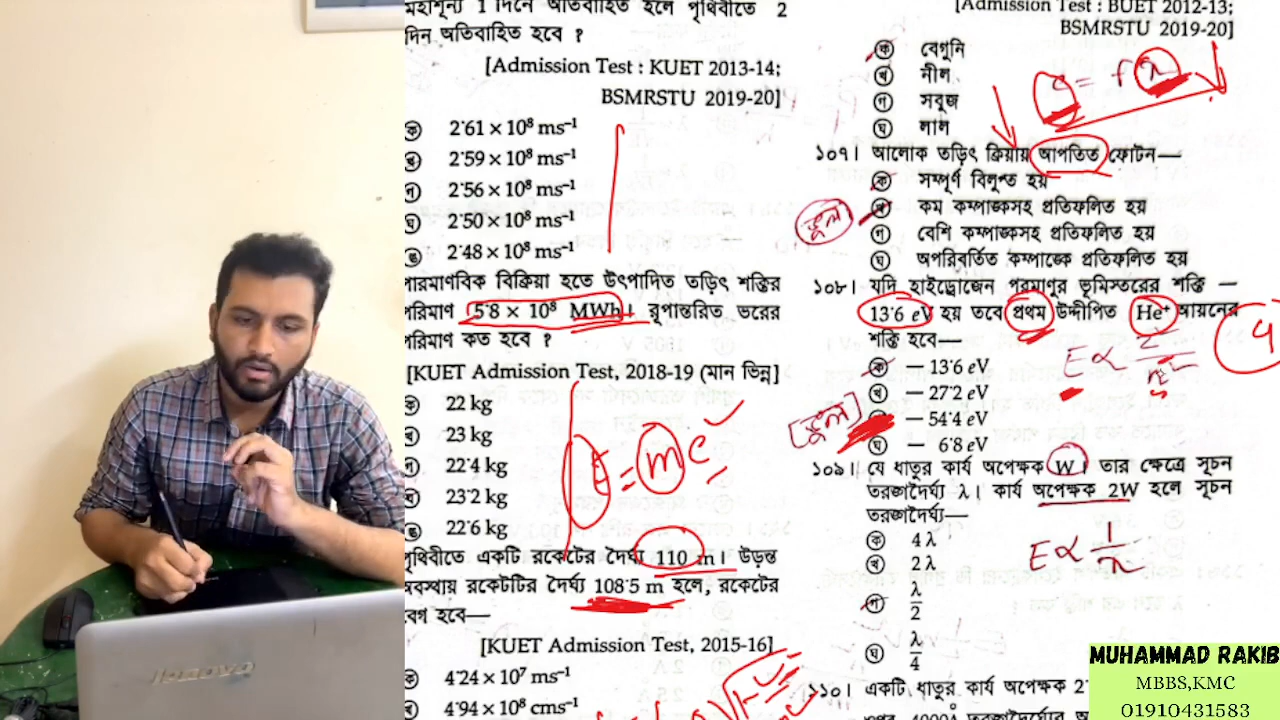 মহাশূন্য 1 দিনে অতিবাহিত হলে পৃথিবীতে 2
দিন অতিবাহিত হবে ?
[Admission Test : KUET 2013-14;
BSMRSTU 2019-20]
ক 2·61 × 10⁸ ms⁻¹
খ 2·59 × 10⁸ ms⁻¹
গ 2·56 × 10⁸ ms⁻¹
ঘ 2·50 × 10⁸ ms⁻¹
ঙ 2·48 × 10⁸ ms⁻¹
পারমাণবিক বিক্রিয়া হতে উৎপাদিত তড়িৎ শক্তির
পরিমাণ 5·8 × 10⁸ MWh। রূপান্তরিত ভরের
পরিমাণ কত হবে ?
[KUET Admission Test, 2018-19 (মান ভিন্ন]
ক 22 kg
খ 23 kg
গ 22·4 kg
ঘ 23·2 kg
ঙ 22·6 kg
E = mc²
পৃথিবীতে একটি রকেটের দৈর্ঘ্য 110 m। উড়ন্ত
অবস্থায় রকেটটির দৈর্ঘ্য 108·5 m হলে, রকেটের
বেগ হবে—
[KUET Admission Test, 2015-16]
ক 4·24 × 10⁷ ms⁻¹
খ 4·94 × 10⁸ cms⁻¹
[Admission Test : BUET 2012-13;
BSMRSTU 2019-20]
ক বেগুনি
খ নীল
গ সবুজ
ঘ লাল
= fλ
১০৭। আলোক তড়িৎ ক্রিয়ায় আপতিত ফোটন—
ক সম্পূর্ণ বিলুপ্ত হয়
খ কম কম্পাঙ্কসহ প্রতিফলিত হয়
গ বেশি কম্পাঙ্কসহ প্রতিফলিত হয়
ঘ অপরিবর্তিত কম্পাঙ্কে প্রতিফলিত হয়
ভুল
১০৮। যদি হাইড্রোজেন পরমাণুর ভূমিস্তরের শক্তি —
13·6 eV হয় তবে প্রথম উদ্দীপিত He⁺ আয়নের
শক্তি হবে—
ক — 13·6 eV
খ — 27·2 eV
— 54·4 eV
ঘ — 6·8 eV
[ভুল]
১০৯। যে ধাতুর কার্য অপেক্ষক W। তার ক্ষেত্রে সূচন
তরঙ্গদৈর্ঘ্য λ। কার্য অপেক্ষক 2W হলে সূচন
তরঙ্গদৈর্ঘ্য—
ক 4 λ
খ 2 λ
গ λ/2
ঘ λ/4
E ∝ 1/λ
১১০। একটি ধাতুর কার্য অপেক্ষক 2
MUHAMMAD RAKIB
MBBS,KMC
01910431583
lenovo